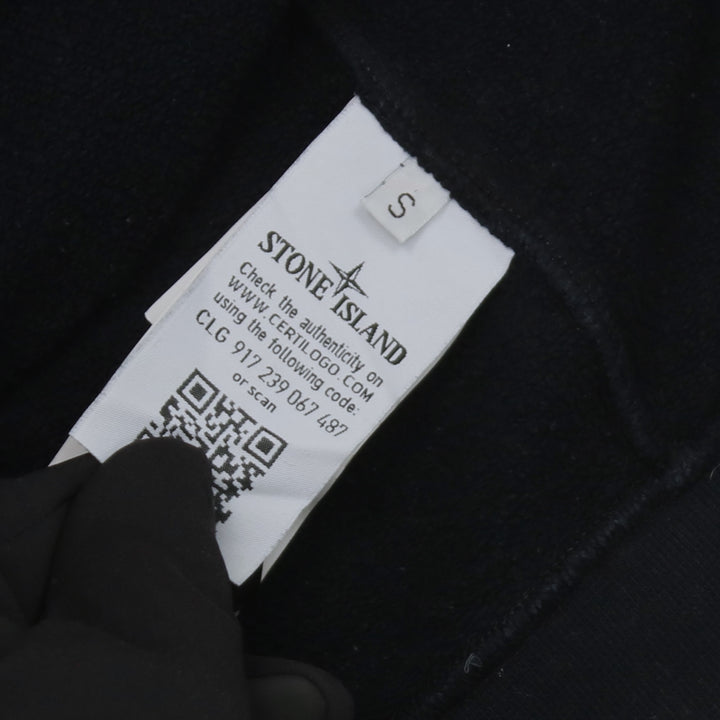 S
STONE ISLAND
Check the authenticity on
WWW.CERTILOGO.COM
using the following code:
CLG 917 239 067 487
or scan